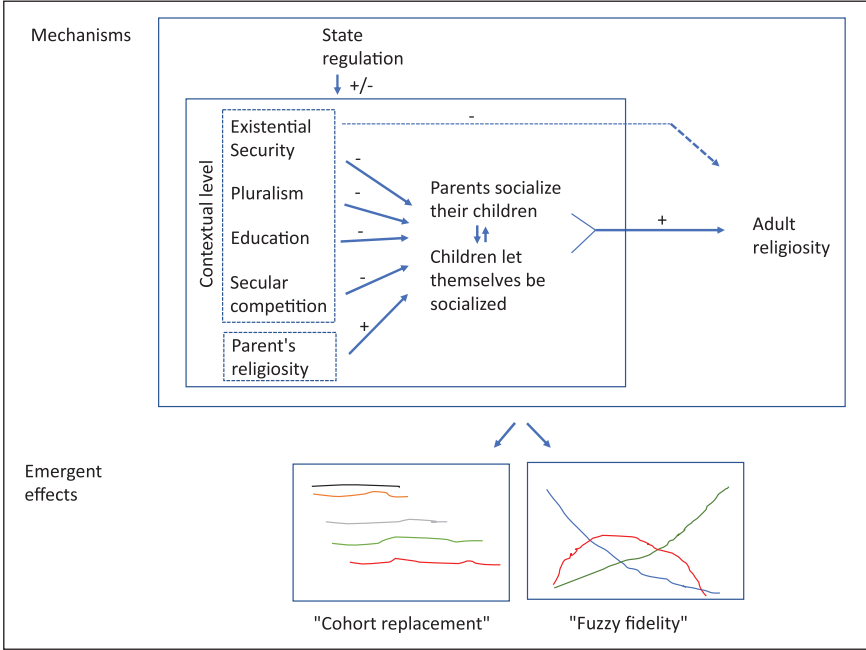 Mechanisms
State
regulation
+/-
Contextual level
Existential
Security
Pluralism
Education
Secular
competition
Parent's
religiosity
-
-
-
-
-
+
Parents socialize
their children
Children let
themselves be
socialized
+
Adult
religiosity
Emergent
effects
"Cohort replacement"
"Fuzzy fidelity"